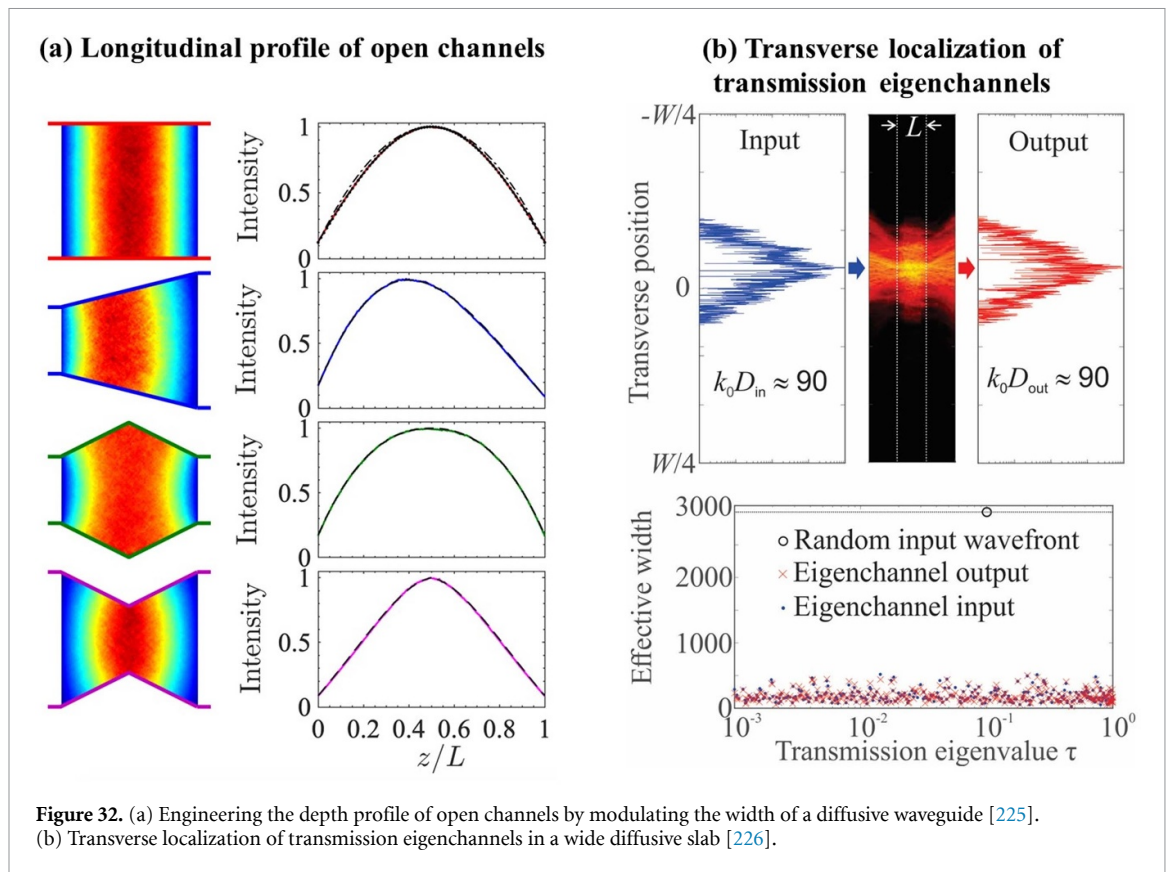 (a) Longitudinal profile of open channels
1
0.5
0
Intensity
1
0.5
0
Intensity
1
0.5
0
Intensity
1
0.5
0
Intensity
0 0.2 0.4 0.6 0.8 1
z/L
(b) Transverse localization of
transmission eigenchannels
-W/4
0
W/4
Transverse position
Input
k₀D_in ≈ 90
L
Output
k₀D_out ≈ 90
3000
2000
1000
0
Effective width
Random input wavefront
Eigenchannel output
Eigenchannel input
10⁻³ 10⁻² 10⁻¹ 10⁰
Transmission eigenvalue τ
Figure 32. (a) Engineering the depth profile of open channels by modulating the width of a diffusive waveguide [225].
(b) Transverse localization of transmission eigenchannels in a wide diffusive slab [226].